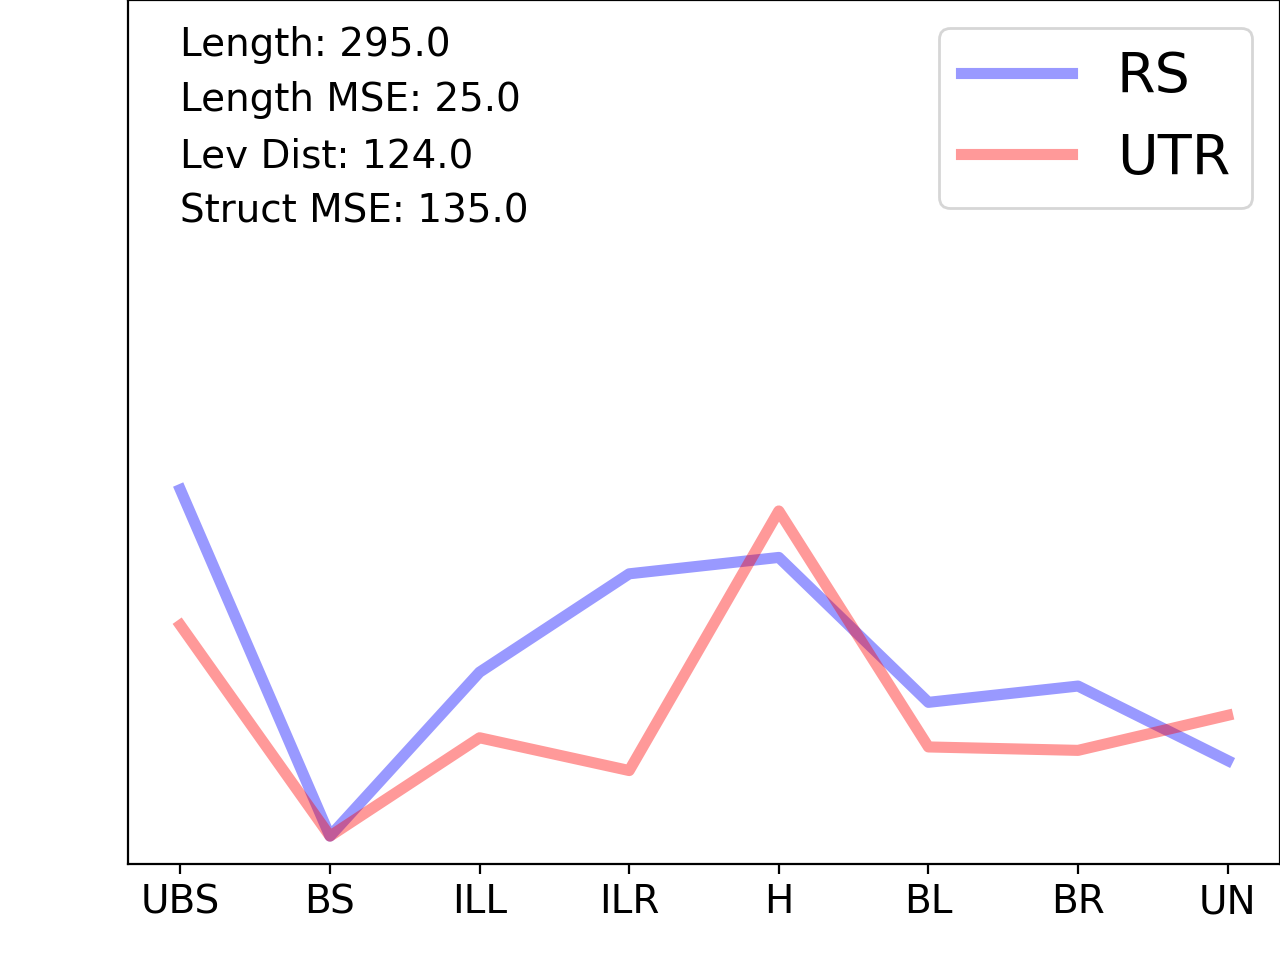 Length: 295.0
Length MSE: 25.0
Lev Dist: 124.0
Struct MSE: 135.0
RS
UTR
UBS BS ILL ILR H BL BR UN